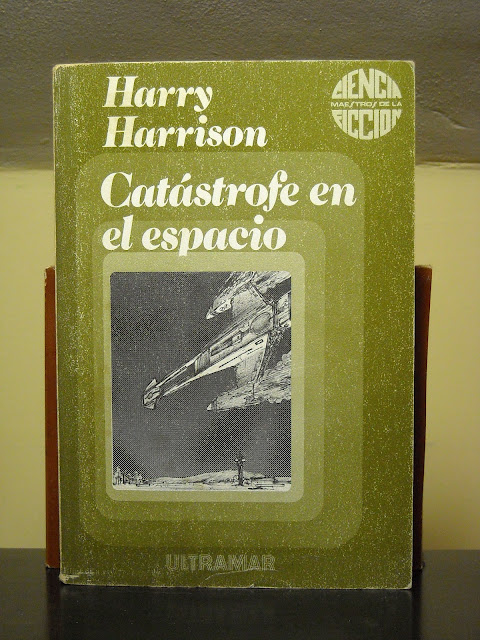 Harry
Harrison
CIENCIA
MAESTROS DE LA
FICCION
Catástrofe en
el espacio
ULTRAMAR